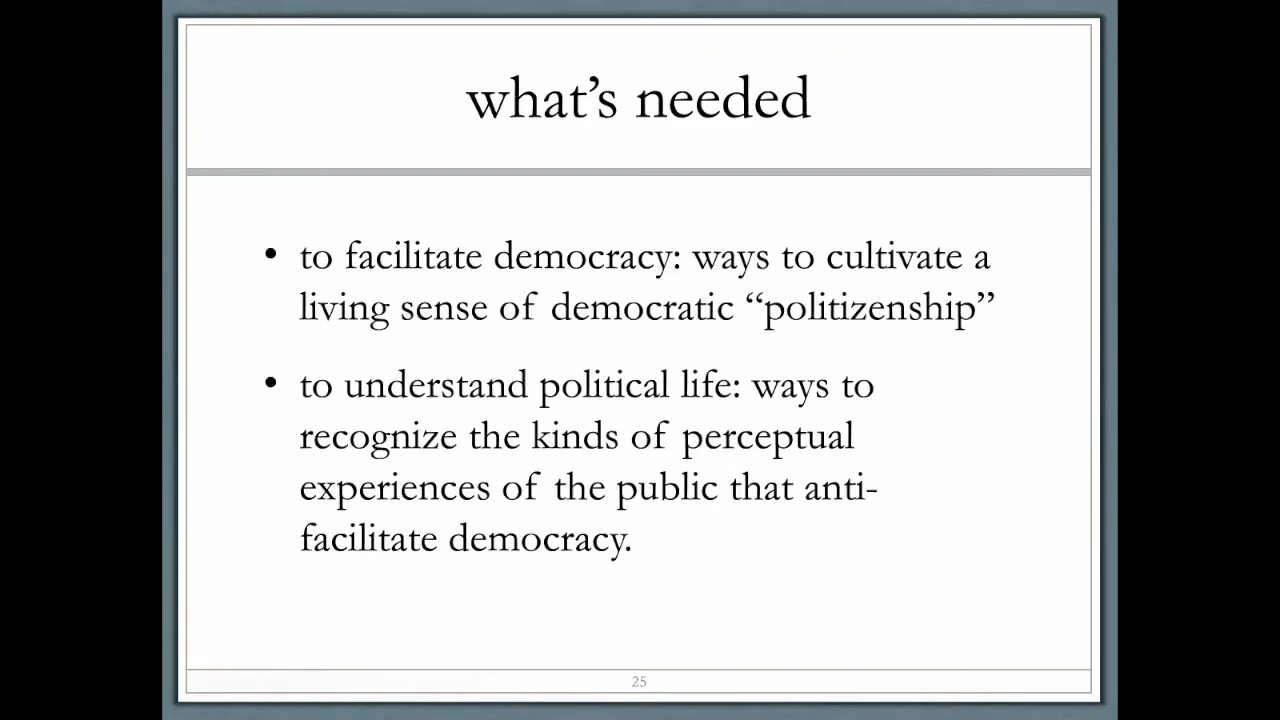 what’s needed
• to facilitate democracy: ways to cultivate a
living sense of democratic “politizenship”
• to understand political life: ways to
recognize the kinds of perceptual
experiences of the public that anti-
facilitate democracy.
25